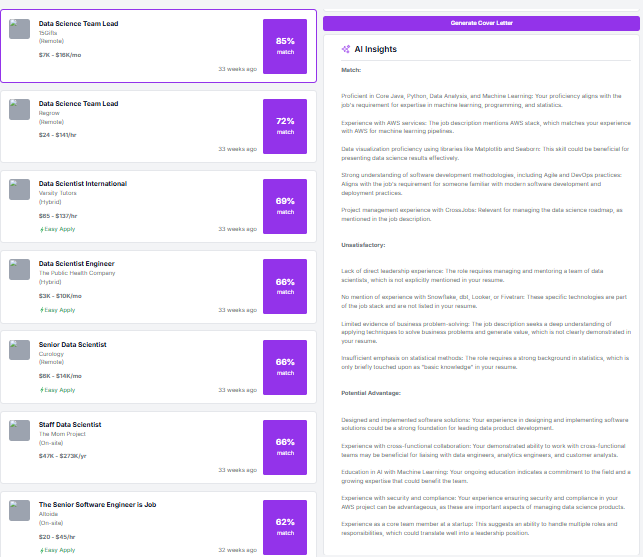 Data Science Team Lead
15Gifts
(Remote)
$7K - $16K/mo
33 weeks ago
85%
match
Data Science Team Lead
Regrow
(Remote)
$24 - $141/hr
33 weeks ago
72%
match
Data Scientist International
Varsity Tutors
(Hybrid)
$65 - $137/hr
Easy Apply
33 weeks ago
69%
match
Data Scientist Engineer
The Public Health Company
(Hybrid)
$3K - $10K/mo
Easy Apply
33 weeks ago
66%
match
Senior Data Scientist
Curology
(Remote)
$6K - $14K/mo
Easy Apply
33 weeks ago
66%
match
Staff Data Scientist
The Mom Project
(On-site)
$47K - $273K/yr
33 weeks ago
66%
match
The Senior Software Engineer is Job
Alloida
(On-site)
$20 - $45/hr
Easy Apply
32 weeks ago
62%
match
Generate Cover Letter
AI Insights
Match:
Proficient in Core Java, Python, Data Analysis, and Machine Learning: Your proficiency aligns with the
job's requirement for expertise in machine learning, programming, and statistics.
Experience with AWS services: The job description mentions AWS stack, which matches your experience
with AWS for machine learning pipelines.
Data visualization proficiency using libraries like Matplotlib and Seaborn: This skill could be beneficial for
presenting data science results effectively.
Strong understanding of software development methodologies, including Agile and DevOps practices:
Aligns with the job's requirement for someone familiar with modern software development and
deployment practices.
Project management experience with CrossJobs: Relevant for managing the data science roadmap, as
mentioned in the job description.
Unsatisfactory:
Lack of direct leadership experience: The role requires managing and mentoring a team of data
scientists, which is not explicitly mentioned in your resume.
No mention of experience with Snowflake, dbt, Looker, or Fivetran: These specific technologies are part
of the job stack and are not listed in your resume.
Limited evidence of business problem-solving: The job description seeks a deep understanding of
applying techniques to solve business problems and generate value, which is not clearly demonstrated in
your resume.
Insufficient emphasis on statistical methods: The role requires a strong background in statistics, which is
only briefly touched upon as "basic knowledge" in your resume.
Potential Advantage:
Designed and implemented software solutions: Your experience in designing and implementing software
solutions could be a strong foundation for leading data product development.
Experience with cross-functional collaboration: Your demonstrated ability to work with cross-functional
teams may be beneficial for liaising with data engineers, analytics engineers, and customer analysts.
Education in AI with Machine Learning: Your ongoing education indicates a commitment to the field and a
growing expertise that could benefit the team.
Experience with security and compliance: Your experience ensuring security and compliance in your
AWS project can be advantageous, as these are important aspects of managing data science products.
Experience as a core team member at a startup: This suggests an ability to handle multiple roles and
responsibilities, which could translate well into a leadership position.